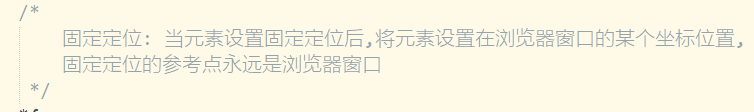 /*
固定定位: 当元素设置固定定位后,将元素设置在浏览器窗口的某个坐标位置,
固定定位的参考点永远是浏览器窗口
*/